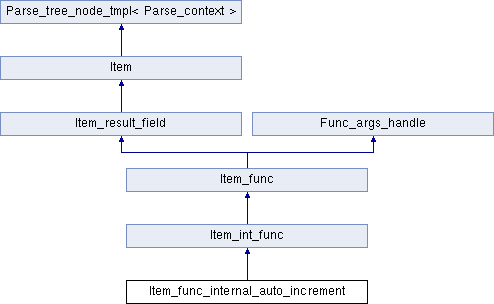 Parse_tree_node_tmpl< Parse_context >
Item
Item_result_field
Func_args_handle
Item_func
Item_int_func
Item_func_internal_auto_increment